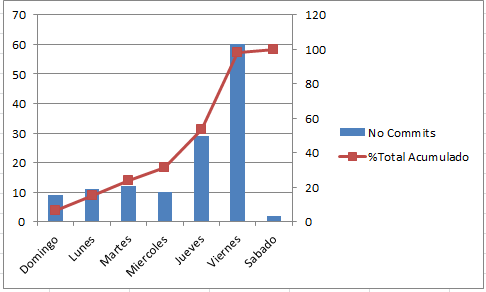 70
60
50
40
30
20
10
0
120
100
80
60
40
20
0
Domingo
Lunes
Martes
Miercoles
Jueves
Viernes
Sabado
No Commits
%Total Acumulado